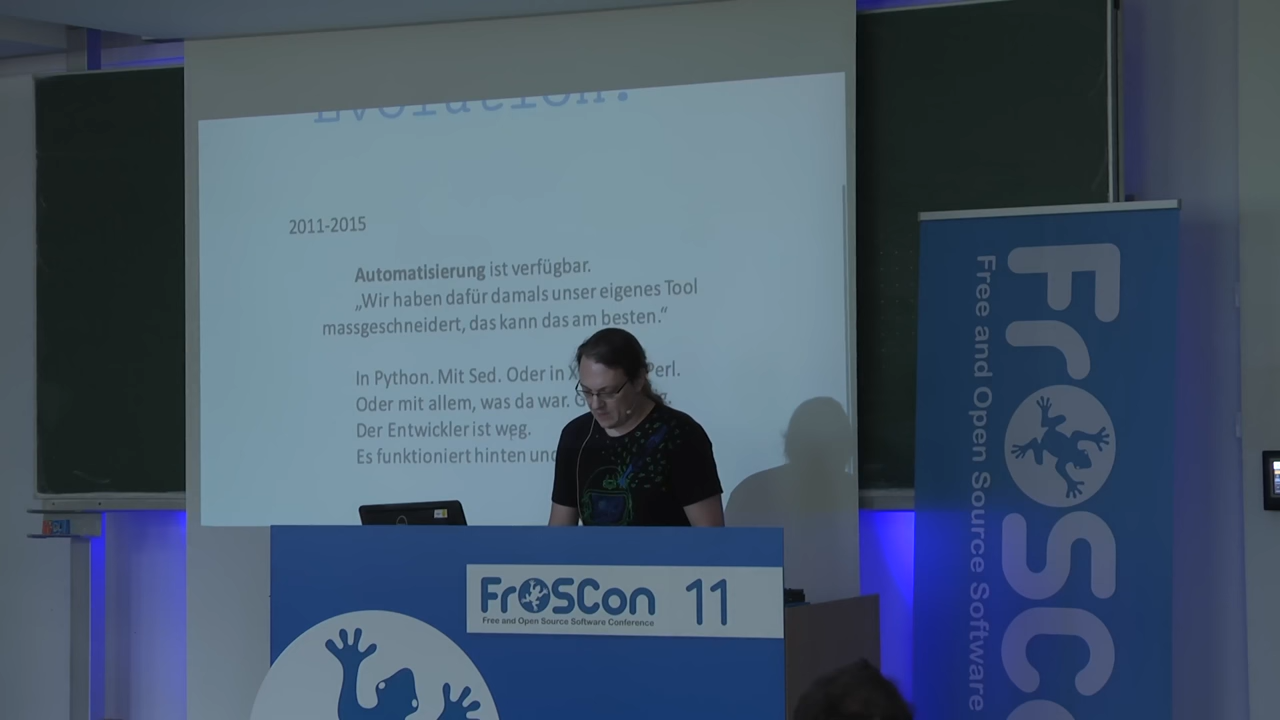 Evolution.
2011-2015
Automatisierung ist verfügbar.
„Wir haben dafür damals unser eigenes Tool
massgeschneidert, das kann das am besten.“
In Python. Mit Sed. Oder in Perl.
Oder mit allem, was da war.
Der Entwickler ist weg.
Es funktioniert hinten und
FrOSCon 11
Free and Open Source Software Conference
FrOSC
Free and Open Source Software